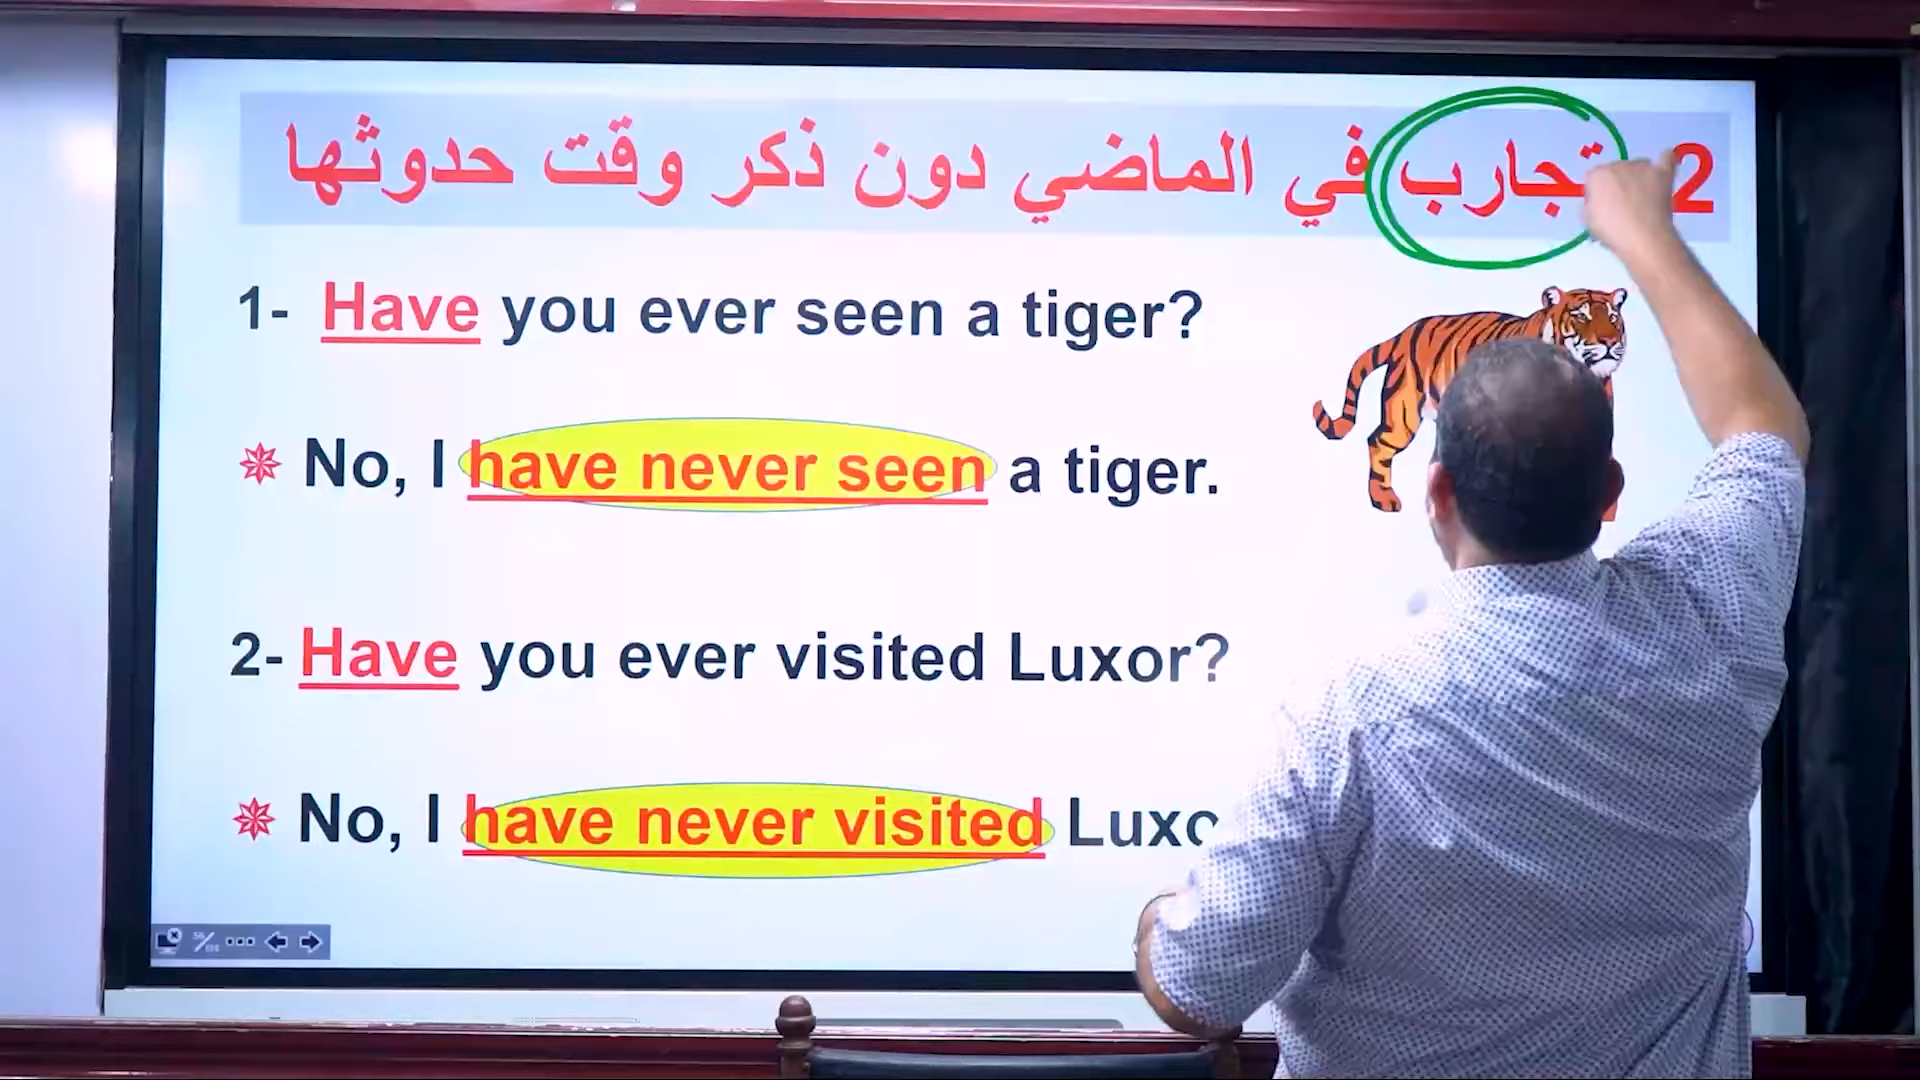 2 تجارب في الماضي دون ذكر وقت حدوثها
1- Have you ever seen a tiger?
No, I have never seen a tiger.
2- Have you ever visited Luxor?
No, I have never visited